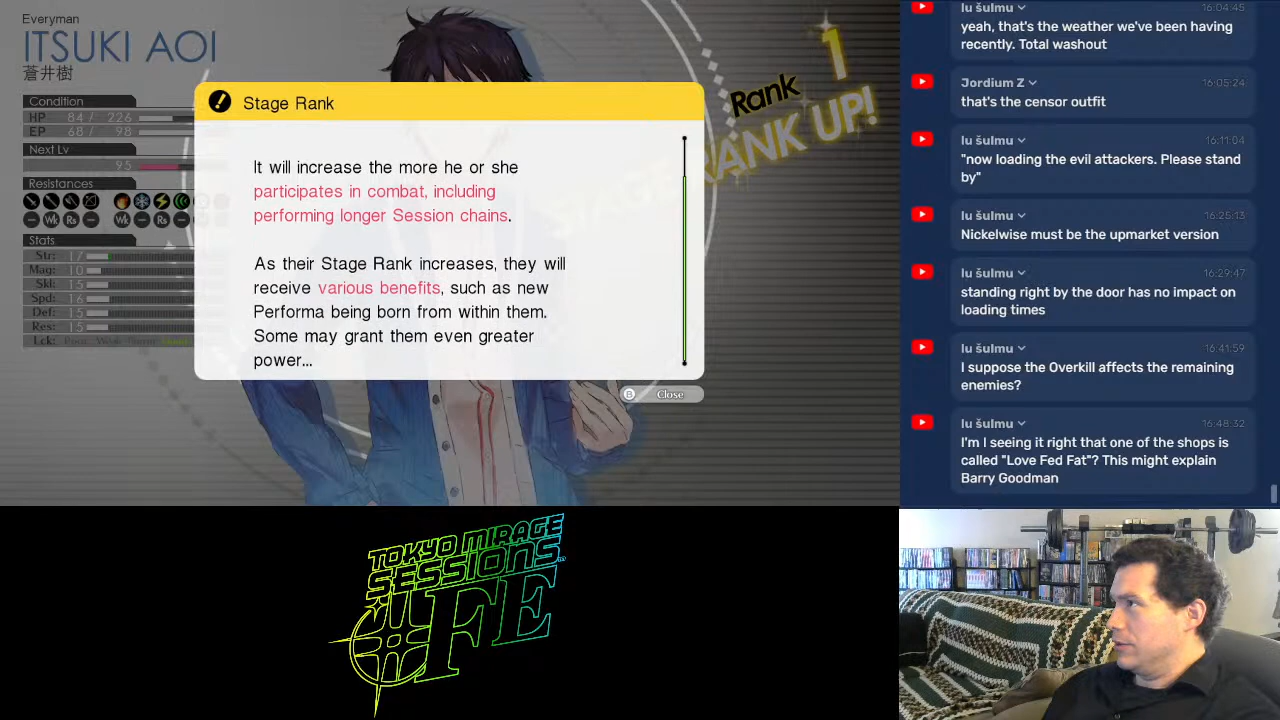 Everyman
ITSUKI AOI
蒼井樹
Condition
HP 84 / 226
EP 68 / 98
Next Lv
95
Resistances
Wk Rs Wk Rs
Stats
Str: 17
Mag: 10
Skl: 15
Spd: 16
Def: 15
Res: 15
Lck:
Rank 1
RANK UP!
Stage Rank
It will increase the more he or she
participates in combat, including
performing longer Session chains.
As their Stage Rank increases, they will
receive various benefits, such as new
Performa being born from within them.
Some may grant them even greater
power...
B Close
lu šulmu 16:04:45
yeah, that's the weather we've been having
recently. Total washout
Jordium Z 16:05:24
that's the censor outfit
lu šulmu 16:11:04
"now loading the evil attackers. Please stand
by"
lu šulmu 16:25:13
Nickelwise must be the upmarket version
lu šulmu 16:29:47
standing right by the door has no impact on
loading times
lu šulmu 16:41:59
I suppose the Overkill affects the remaining
enemies?
lu šulmu 16:48:32
I'm I seeing it right that one of the shops is
called "Love Fed Fat"? This might explain
Barry Goodman
TOKYO MIRAGE
SESSIONS
FE